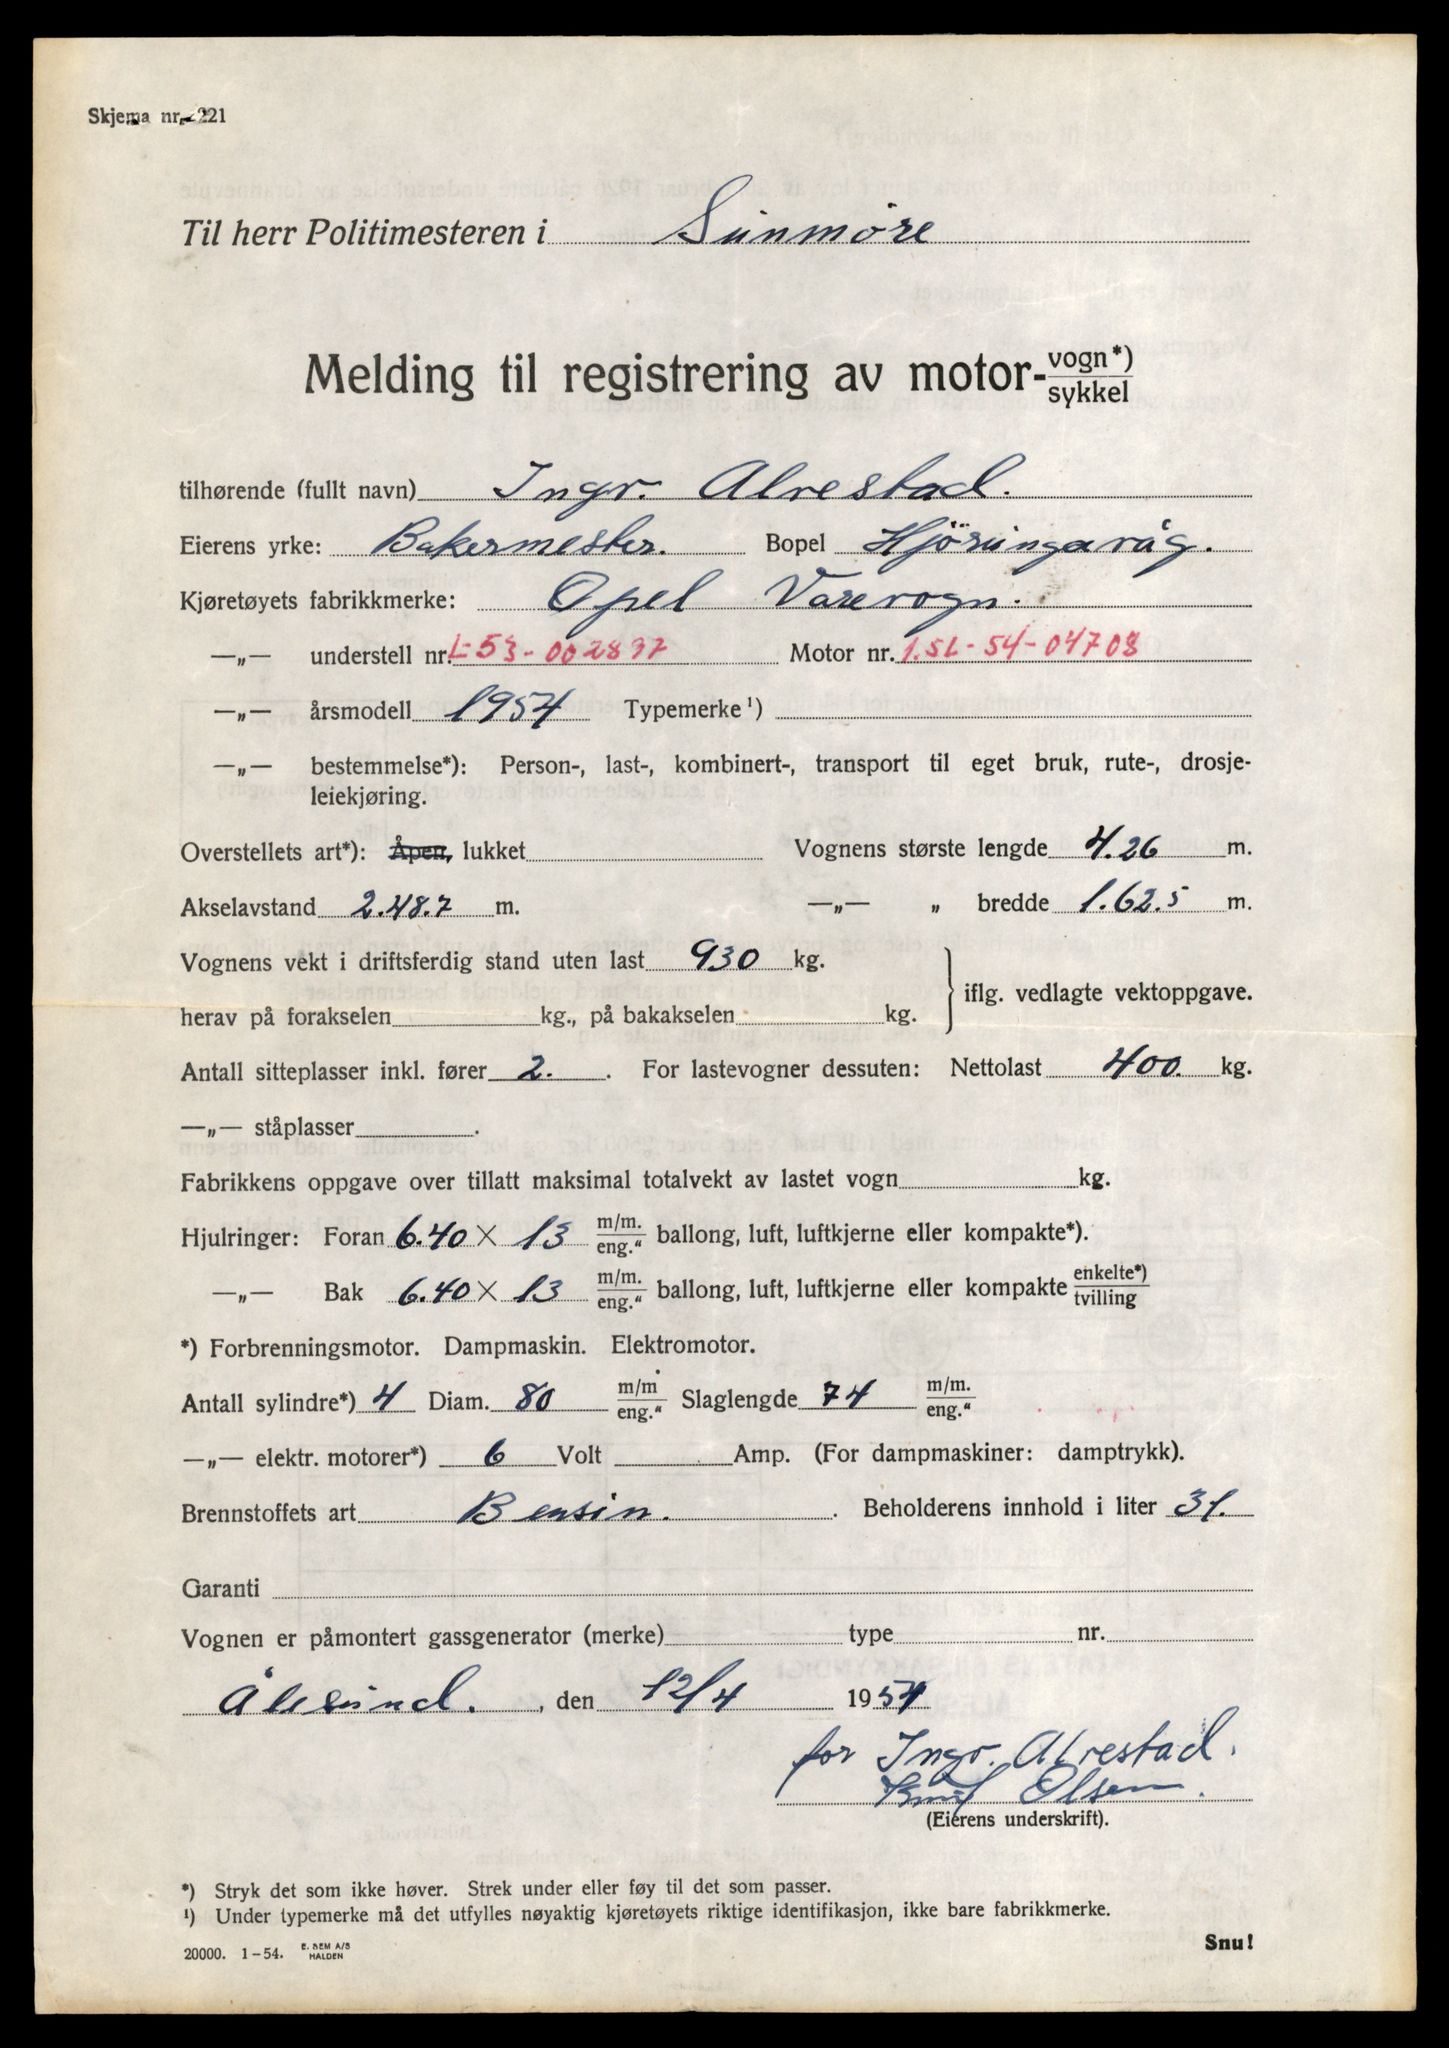 Skjema nr. 221
Til herr Politimesteren i Sunmøre
Melding til registrering av motor- vogn*) sykkel
tilhørende (fullt navn) Ingv. Alvestad.
Eierens yrke: Bakermester. Bopel Hjörungavåg.
Kjøretøyets fabrikkmerke: Opel Varevogn.
—„— understell nr. L-53-002837 Motor nr. 1.5L-54-04708
—„— årsmodell 1954 Typemerke¹)
—„— bestemmelse*): Person-, last-, kombinert-, transport til eget bruk, rute-, drosje-
leiekjøring.
Overstellets art*): Åpen, lukket Vognens største lengde 4.26 m.
Akselavstand 2.48.7 m. —„— „ bredde 1.62.5 m.
Vognens vekt i driftsferdig stand uten last 930 kg.
iflg. vedlagte vektoppgave.
herav på forakselen kg., på bakakselen kg.
Antall sitteplasser inkl. fører 2. . For lastevogner dessuten: Nettolast 400. kg.
—„— ståplasser .
Fabrikkens oppgave over tillatt maksimal totalvekt av lastet vogn kg.
Hjulringer: Foran 6.40 × 13 m/m. eng.“ ballong, luft, luftkjerne eller kompakte*).
—„— Bak 6.40 × 13 m/m. eng.“ ballong, luft, luftkjerne eller kompakte enkelte*) tvilling
*) Forbrenningsmotor. Dampmaskin. Elektromotor.
Antall sylindre*) 4 Diam. 80 m/m eng.“ Slaglengde 74 m/m. eng.“
—„— elektr. motorer*) 6 Volt Amp. (For dampmaskiner: damptrykk).
Brennstoffets art Bensin. . Beholderens innhold i liter 31.
Garanti
Vognen er påmontert gassgenerator (merke) type nr.
Ålesund. , den 12/4 1954
for Ingv. Alvestad.
Olsen.
(Eierens underskrift).
*) Stryk det som ikke høver. Strek under eller føy til det som passer.
¹) Under typemerke må det utfylles nøyaktig kjøretøyets riktige identifikasjon, ikke bare fabrikkmerke.
20000. 1-54. E. SEM A/S HALDEN
Snu!